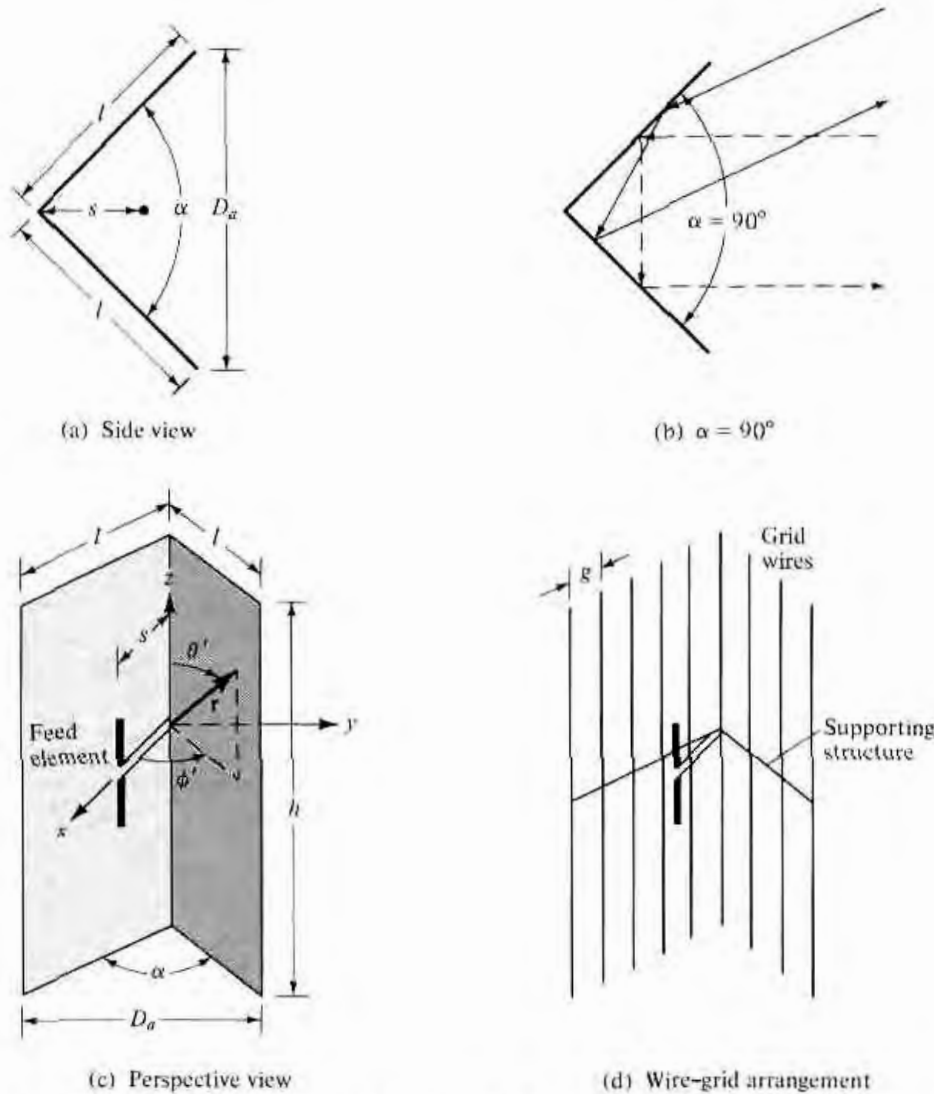 l
s
α
D_a
l
α = 90°
(a) Side view
(b) α = 90°
l
l
z
s
θ′
r
Feed
element
y
ϕ′
x
h
α
D_a
(c) Perspective view
Grid
wires
g
Supporting
structure
(d) Wire-grid arrangement